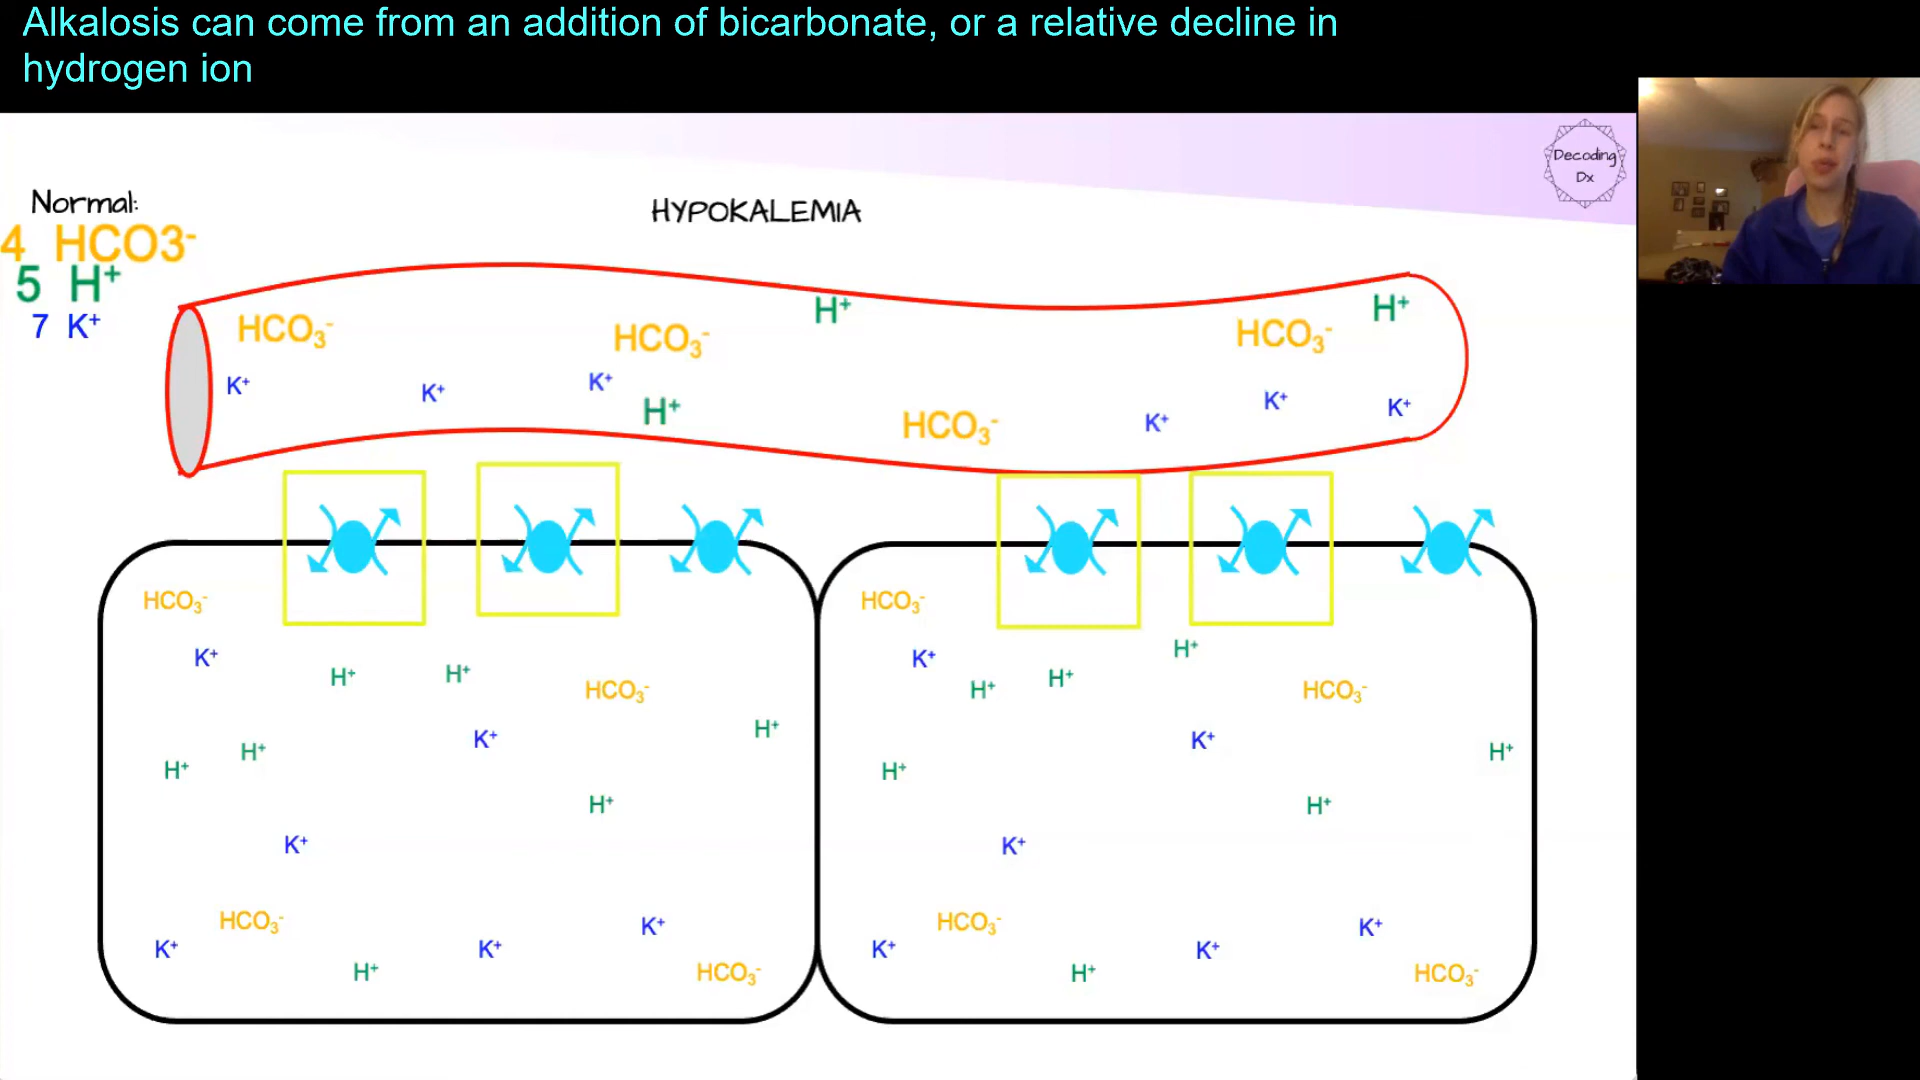 Alkalosis can come from an addition of bicarbonate, or a relative decline in
hydrogen ion
Decoding
Dx
Normal:
4 HCO3⁻
5 H⁺
7 K⁺
HYPOKALEMIA
H⁺ H⁺
HCO₃⁻ HCO₃⁻ HCO₃⁻
K⁺ K⁺ K⁺ K⁺ K⁺
H⁺ HCO₃⁻ K⁺
HCO₃⁻
K⁺
H⁺ H⁺
HCO₃⁻
H⁺
K⁺
H⁺ H⁺
H⁺
K⁺
HCO₃⁻
K⁺
K⁺ K⁺
H⁺ HCO₃⁻
HCO₃⁻
H⁺
K⁺
H⁺ H⁺
HCO₃⁻
K⁺
H⁺ H⁺
H⁺
K⁺
HCO₃⁻
K⁺
K⁺ K⁺
H⁺ HCO₃⁻